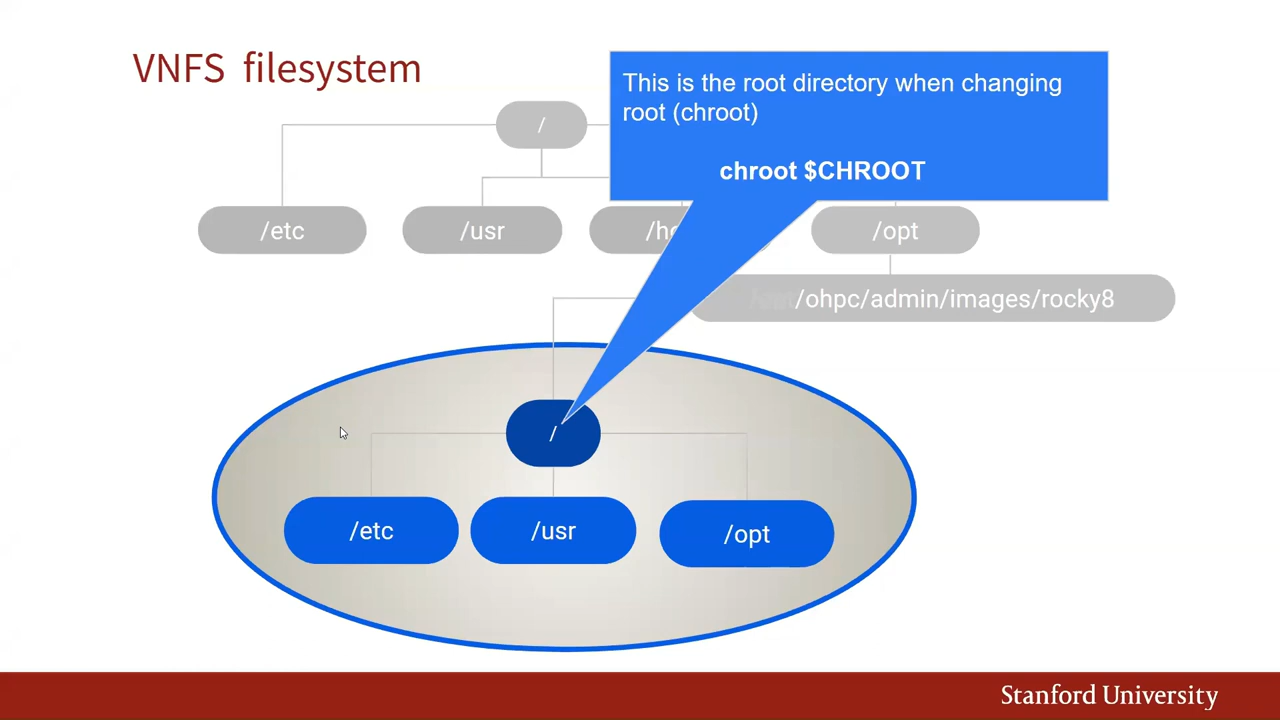 VNFS filesystem
This is the root directory when changing
root (chroot)
chroot $CHROOT
/
/etc
/usr
/opt
/ohpc/admin/images/rocky8
/
/etc
/usr
/opt
Stanford University